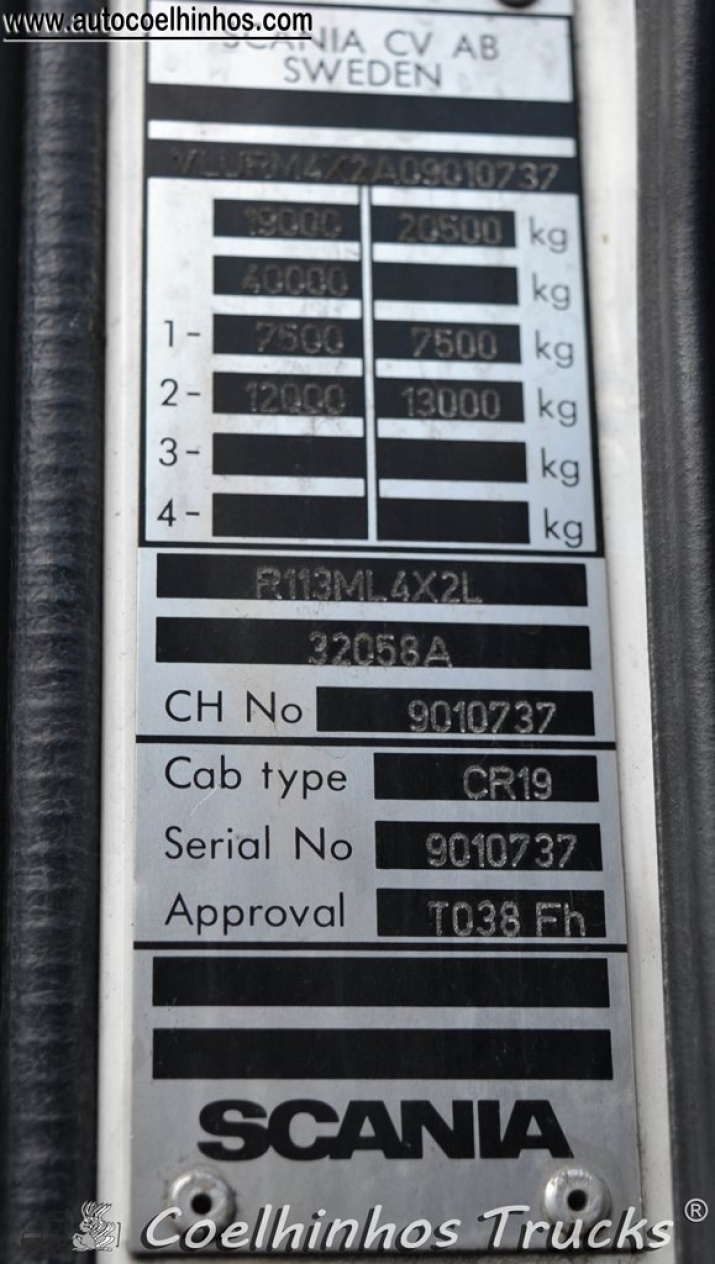 www.autocoelhinhos.com
SCANIA CV AB
SWEDEN
VLURM4X2A09010737
19000 20500 kg
40000 kg
1- 7500 7500 kg
2- 12000 13000 kg
3- kg
4- kg
R113ML4X2L
32058A
CH No 9010737
Cab type CR19
Serial No 9010737
Approval T038 Fh
SCANIA
Coelhinhos Trucks ®